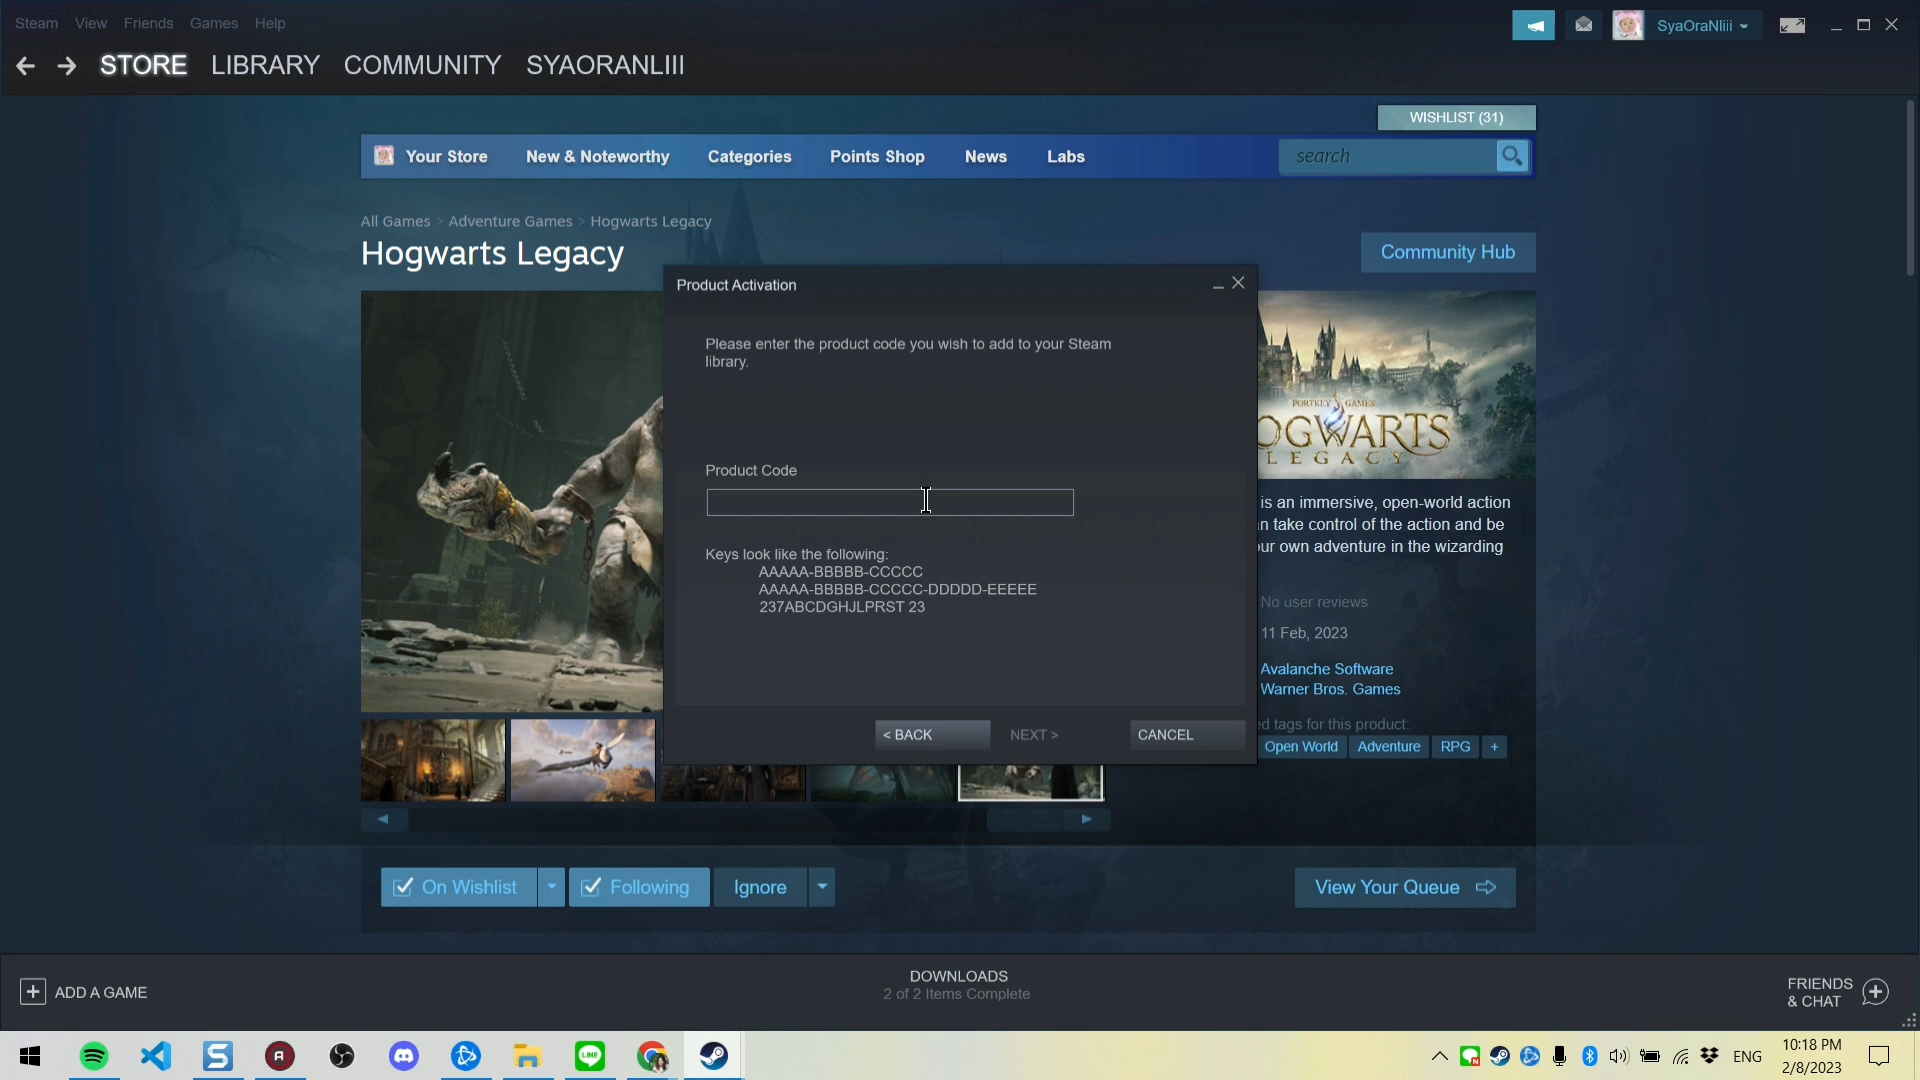 Steam View Friends Games Help
SyaOraNliii
STORE LIBRARY COMMUNITY SYAORANLIII
WISHLIST (31)
Your Store New & Noteworthy Categories Points Shop News Labs
search
All Games > Adventure Games > Hogwarts Legacy
Hogwarts Legacy
Community Hub
Product Activation
Please enter the product code you wish to add to your Steam
library.
Product Code
Keys look like the following:
AAAAA-BBBBB-CCCCC
AAAAA-BBBBB-CCCCC-DDDDD-EEEEE
237ABCDGHJLPRST 23
< BACK NEXT > CANCEL
PORTKEY GAMES
OGWARTS
LEGACY
is an immersive, open-world action
take control of the action and be
own adventure in the wizarding
No user reviews
11 Feb, 2023
Avalanche Software
Warner Bros. Games
tags for this product:
Open World Adventure RPG +
On Wishlist Following Ignore View Your Queue
ADD A GAME
DOWNLOADS
2 of 2 Items Complete
FRIENDS
& CHAT
LINE
ENG
10:18 PM
2/8/2023